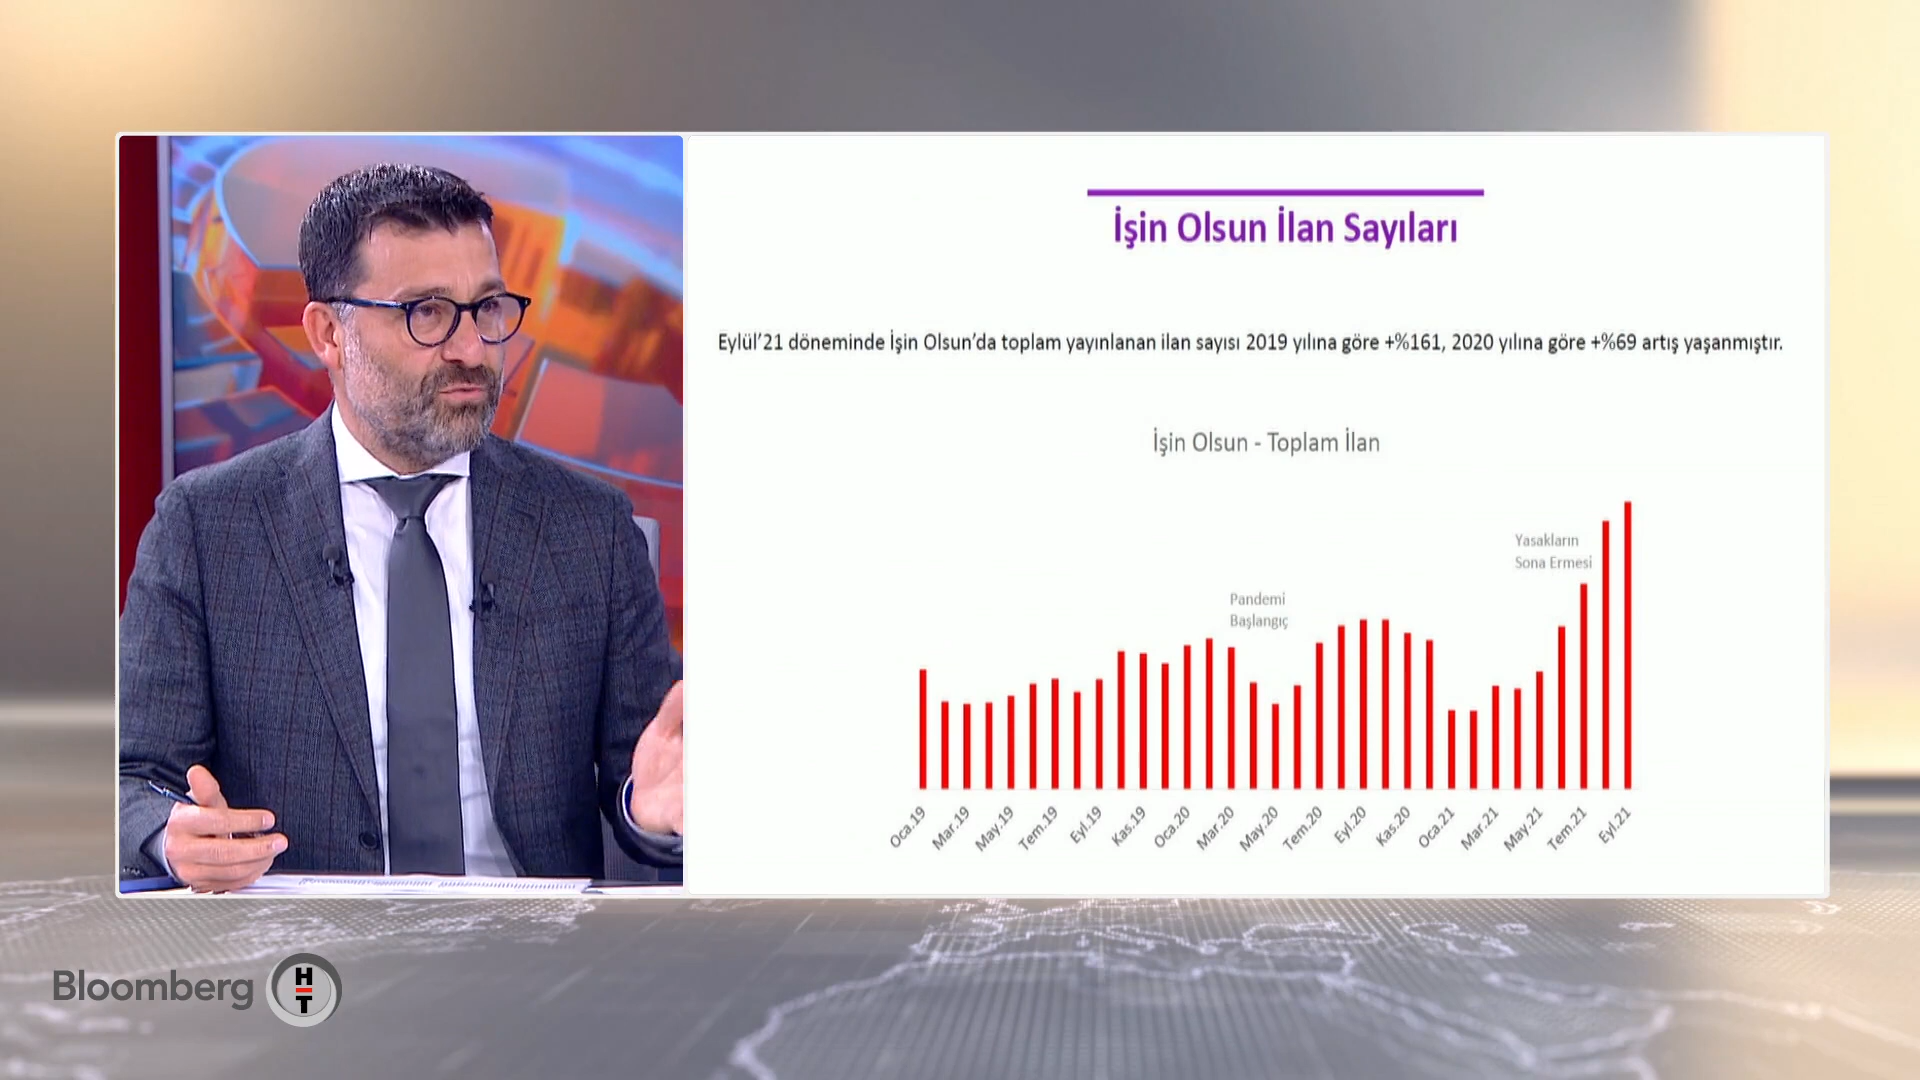 İşin Olsun İlan Sayıları
Eylül'21 döneminde İşin Olsun'da toplam yayınlanan ilan sayısı 2019 yılına göre +%161, 2020 yılına göre +%69 artış yaşanmıştır.
İşin Olsun - Toplam İlan
Yasakların
Sona Ermesi
Pandemi
Başlangıç
Oca.19
Mar.19
May.19
Tem.19
Eyl.19
Kas.19
Oca.20
Mar.20
May.20
Tem.20
Eyl.20
Kas.20
Oca.21
Mar.21
May.21
Tem.21
Eyl.21
Bloomberg HT